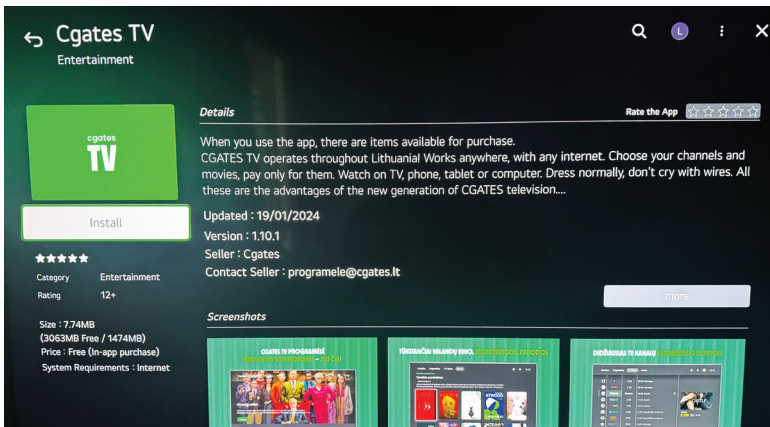 Cgates TV
Entertainment
L
Details
Rate the App
cgates
TV
When you use the app, there are items available for purchase.
CGATES TV operates throughout Lithuanial Works anywhere, with any internet. Choose your channels and
movies, pay only for them. Watch on TV, phone, tablet or computer. Dress normally, don't cry with wires. All
these are the advantages of the new generation of CGATES television....
Install
Updated : 19/01/2024
Version : 1.10.1
Seller : Cgates
Contact Seller : programele@cgates.lt
Category Entertainment
Rating 12+
more
Size : 7.74MB
(3063MB Free / 1474MB)
Price : Free (In-app purchase)
System Requirements : Internet
Screenshots
CGATES TV PROGRAMĖLĖ
TŪKSTANČIAI VALANDŲ KINO,
DIDŽIAUSIAS TV KANALŲ
ATWOOD